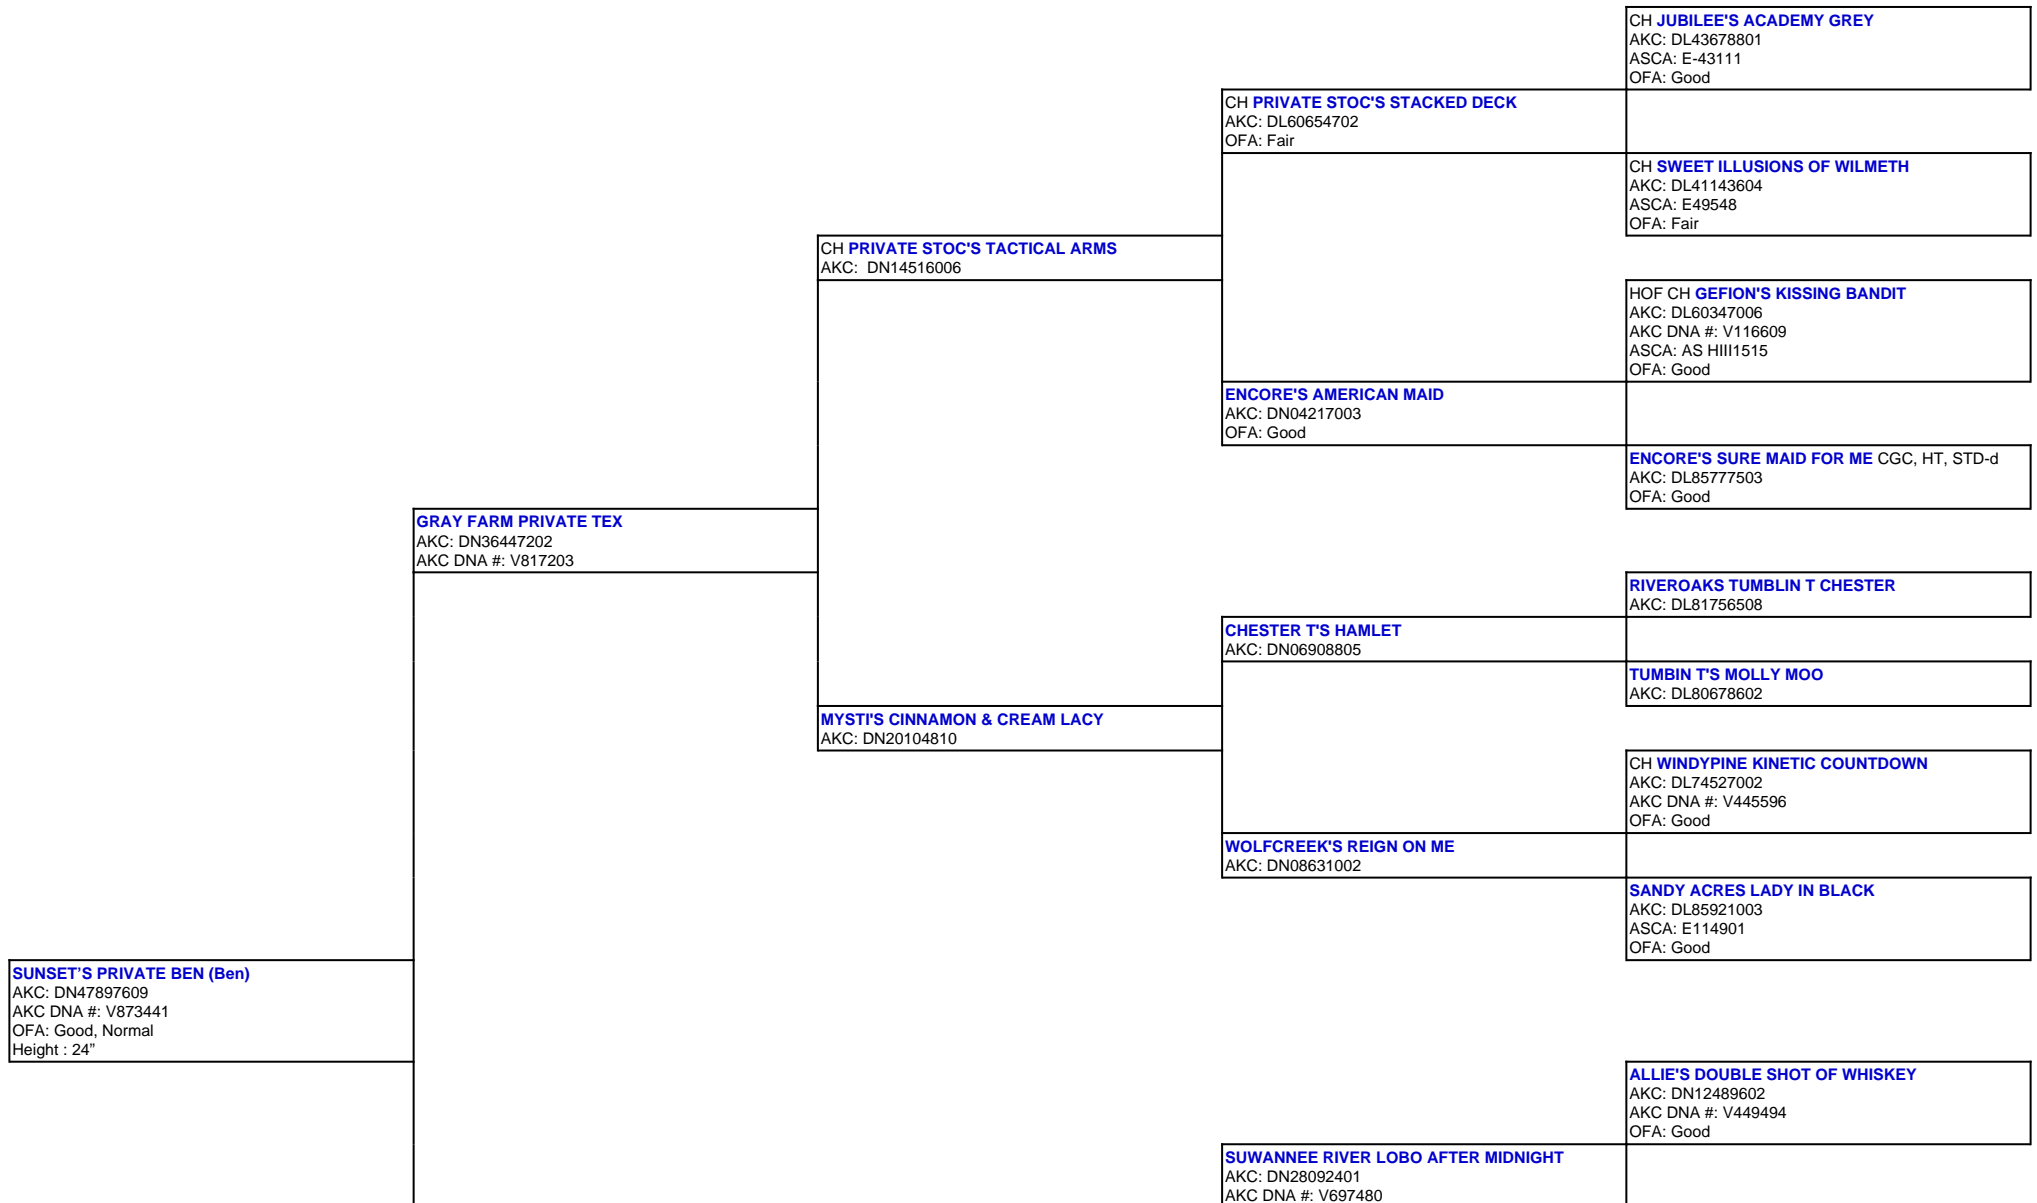 CH JUBILEE'S ACADEMY GREY
AKC: DL43678801
ASCA: E-43111
OFA: Good
CH PRIVATE STOC'S STACKED DECK
AKC: DL60654702
OFA: Fair
CH SWEET ILLUSIONS OF WILMETH
AKC: DL41143604
ASCA: E49548
OFA: Fair
CH PRIVATE STOC'S TACTICAL ARMS
AKC:  DN14516006
HOF CH GEFION'S KISSING BANDIT
AKC: DL60347006
AKC DNA #: V116609
ASCA: AS HIII1515
OFA: Good
ENCORE'S AMERICAN MAID
AKC: DN04217003
OFA: Good
ENCORE'S SURE MAID FOR ME CGC, HT, STD-d
AKC: DL85777503
OFA: Good
GRAY FARM PRIVATE TEX
AKC: DN36447202
AKC DNA #: V817203
RIVEROAKS TUMBLIN T CHESTER
AKC: DL81756508
CHESTER T'S HAMLET
AKC: DN06908805
TUMBIN T'S MOLLY MOO
AKC: DL80678602
MYSTI'S CINNAMON & CREAM LACY
AKC: DN20104810
CH WINDYPINE KINETIC COUNTDOWN
AKC: DL74527002
AKC DNA #: V445596
OFA: Good
WOLFCREEK'S REIGN ON ME
AKC: DN08631002
SANDY ACRES LADY IN BLACK
AKC: DL85921003
ASCA: E114901
OFA: Good
SUNSET’S PRIVATE BEN (Ben)
AKC: DN47897609
AKC DNA #: V873441
OFA: Good, Normal
Height : 24”
ALLIE'S DOUBLE SHOT OF WHISKEY
AKC: DN12489602
AKC DNA #: V449494
OFA: Good
SUWANNEE RIVER LOBO AFTER MIDNIGHT
AKC: DN28092401
AKC DNA #: V697480